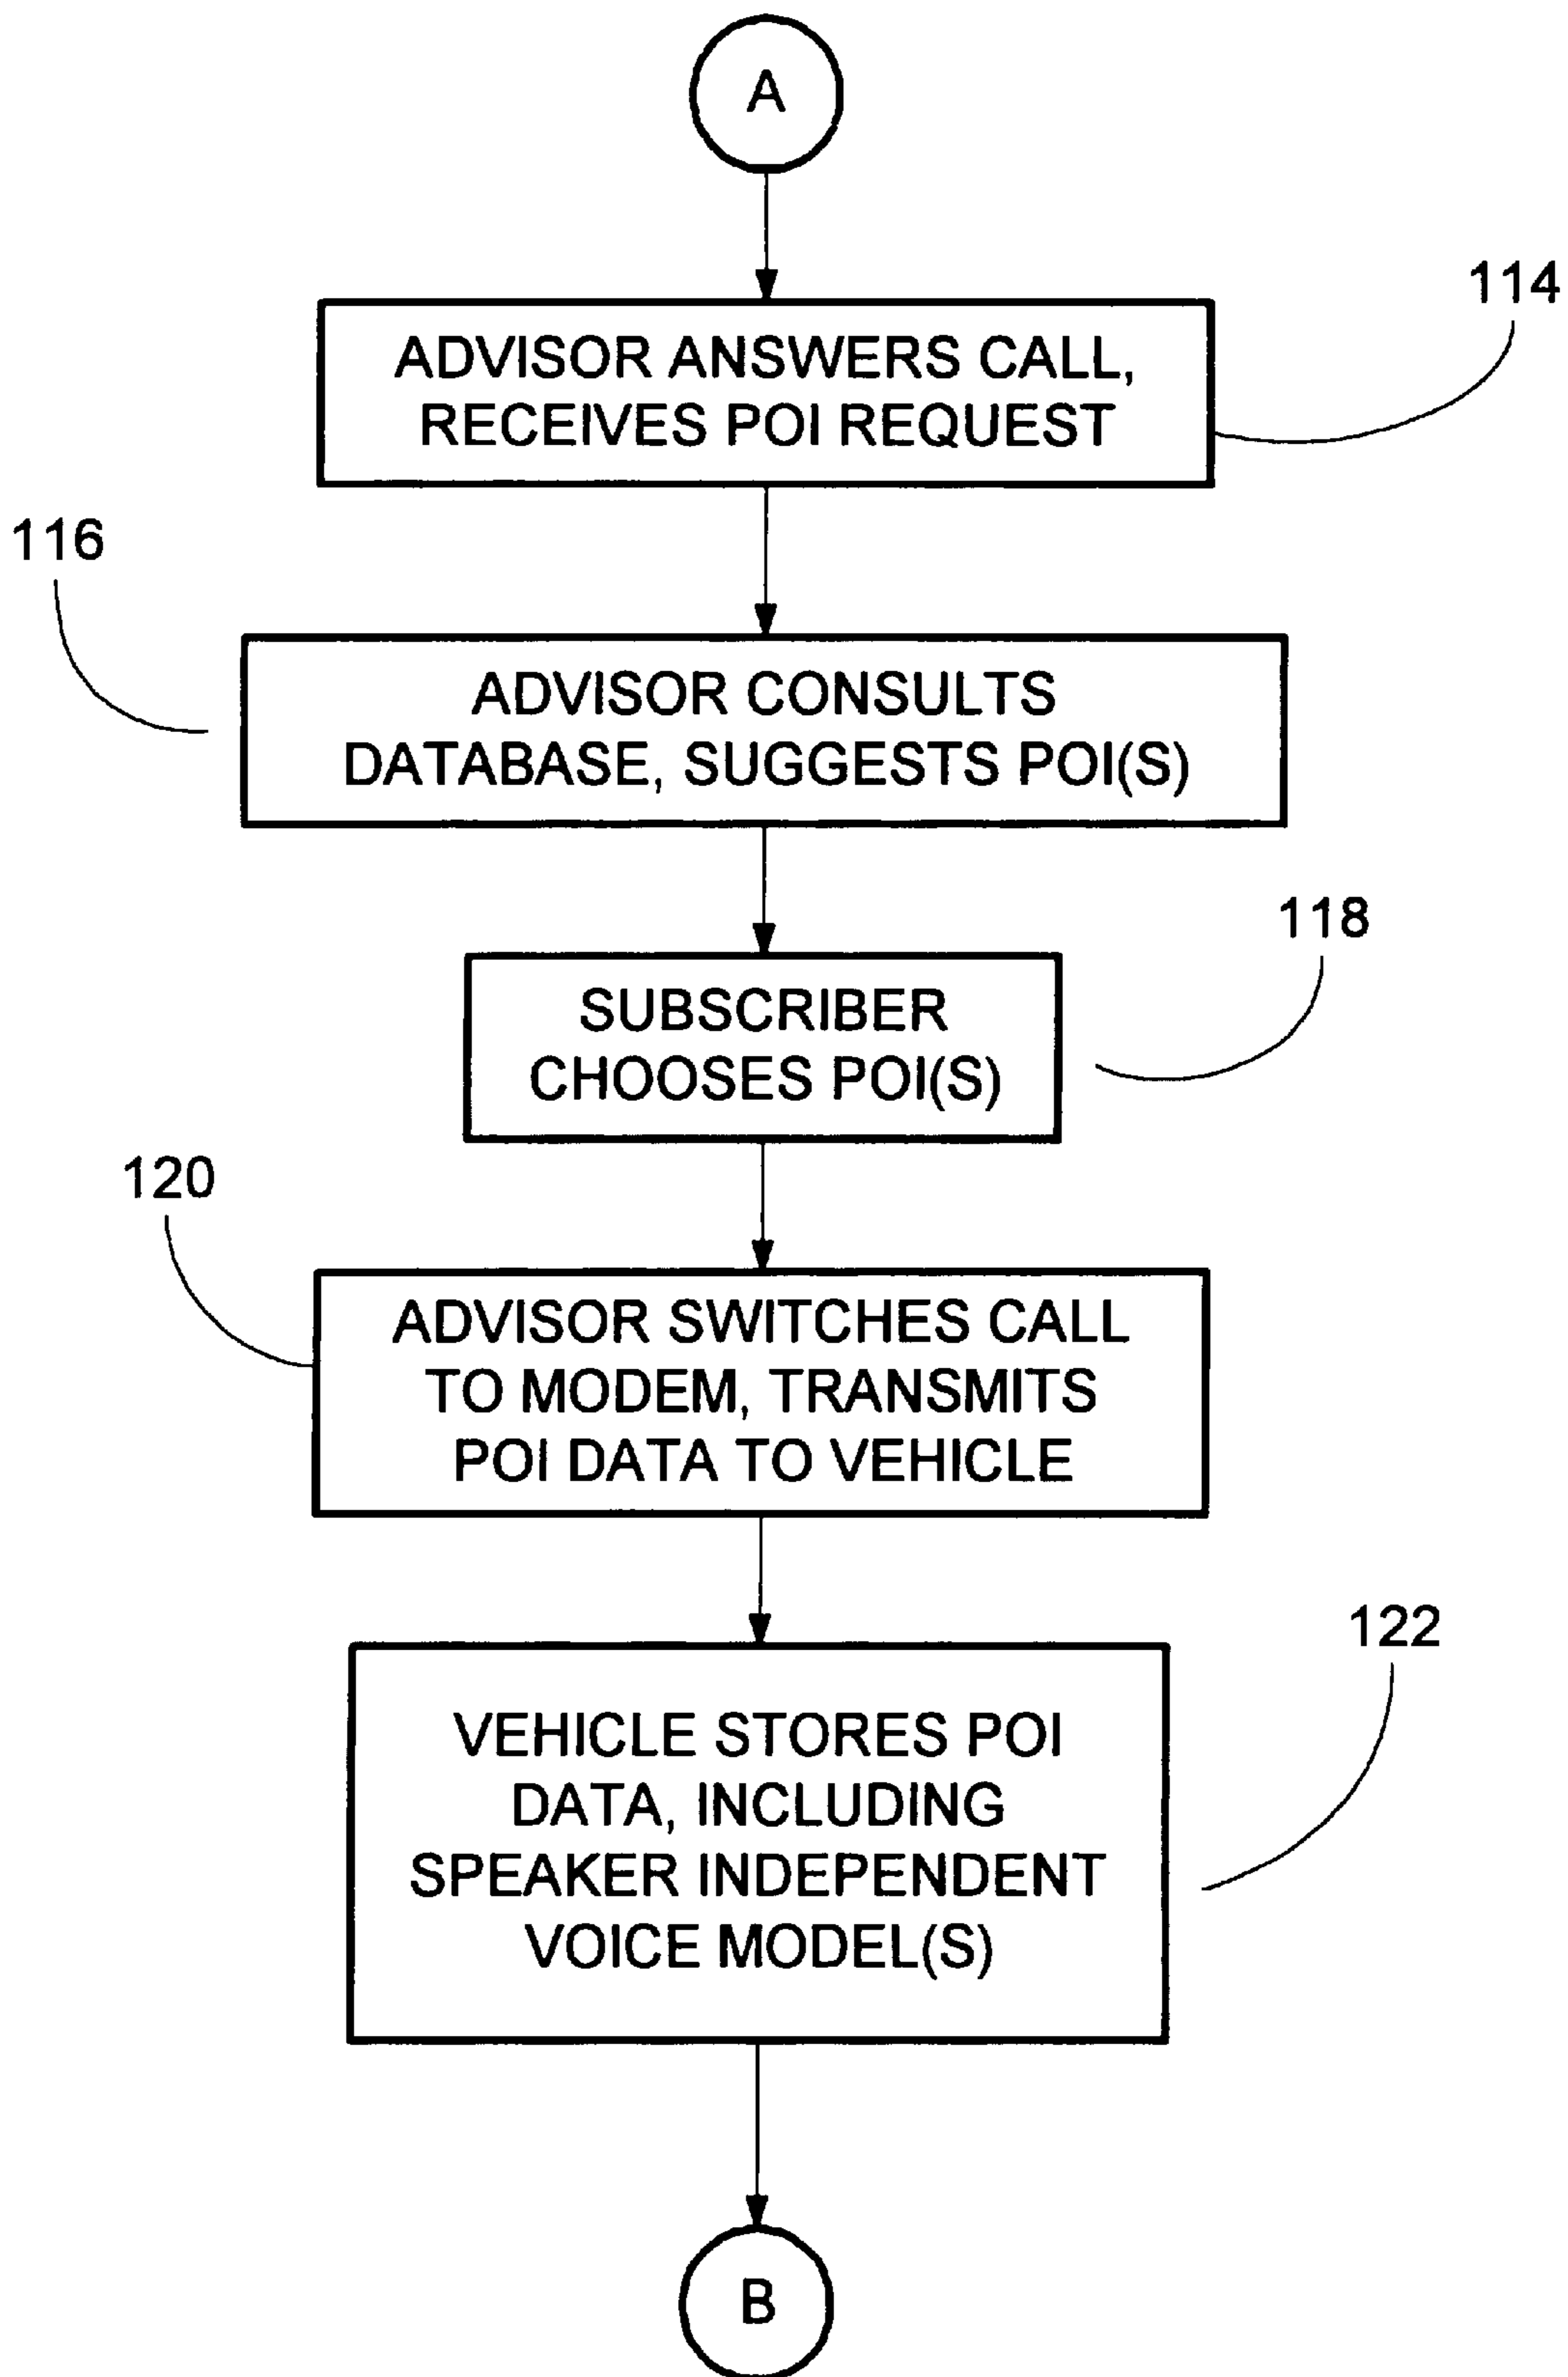 A
114
ADVISOR ANSWERS CALL,
RECEIVES POI REQUEST
116
ADVISOR CONSULTS
DATABASE, SUGGESTS POI(S)
118
SUBSCRIBER
CHOOSES POI(S)
120
ADVISOR SWITCHES CALL
TO MODEM, TRANSMITS
POI DATA TO VEHICLE
122
VEHICLE STORES POI
DATA, INCLUDING
SPEAKER INDEPENDENT
VOICE MODEL(S)
B